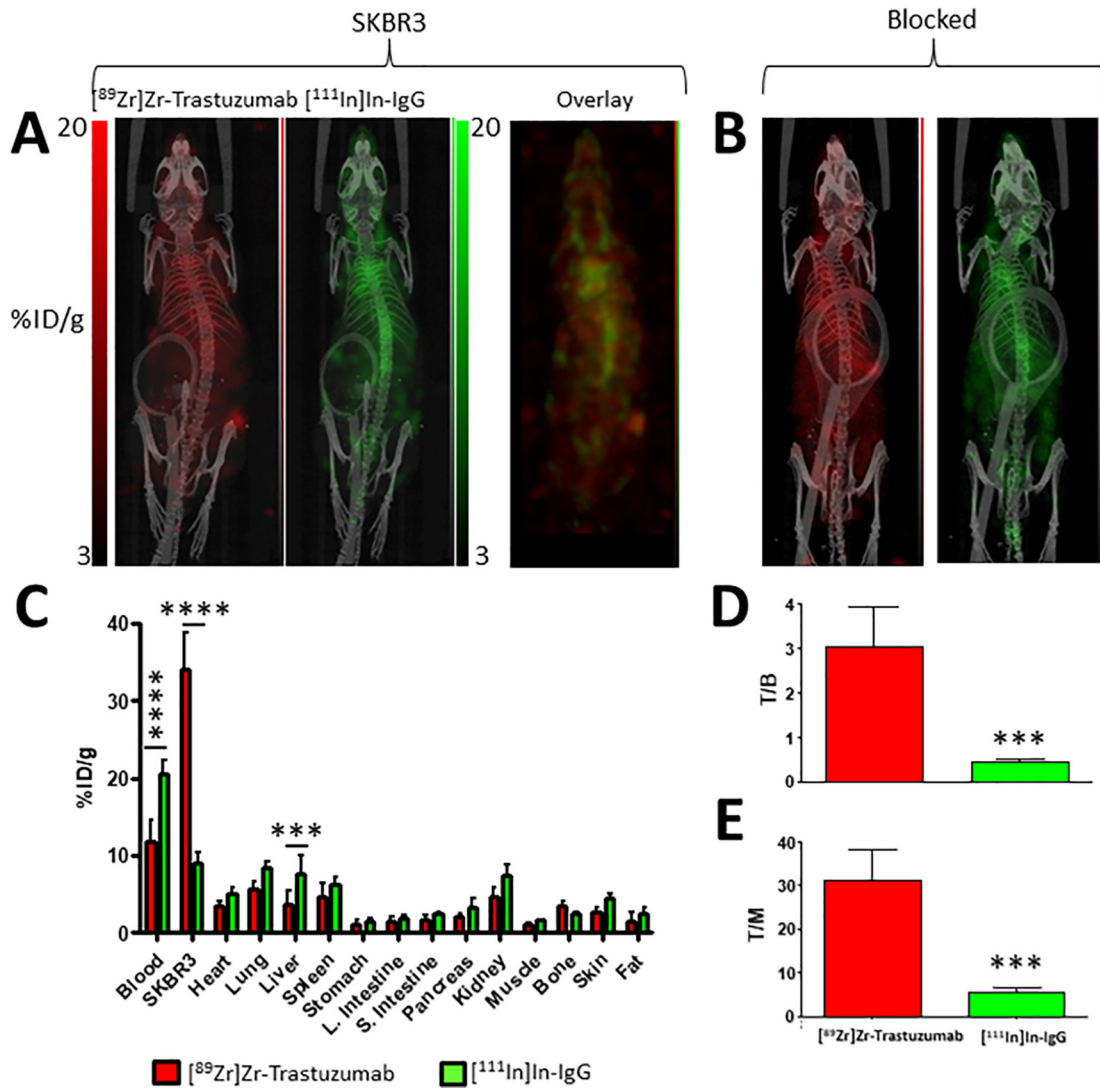 SKBR3
Blocked
[⁸⁹Zr]Zr-Trastuzumab [¹¹¹In]In-IgG
Overlay
A
20
20
B
%ID/g
3
3
C
****
****
***
40
30
20
10
0
%ID/g
Blood
SKBR3
Heart
Lung
Liver
Spleen
Stomach
L. Intestine
S. Intestine
Pancreas
Kidney
Muscle
Bone
Skin
Fat
D
4
3
2
1
0
T/B
***
E
40
30
20
10
0
T/M
***
[⁸⁹Zr]Zr-Trastuzumab
[¹¹¹In]In-IgG
[⁸⁹Zr]Zr-Trastuzumab
[¹¹¹In]In-IgG